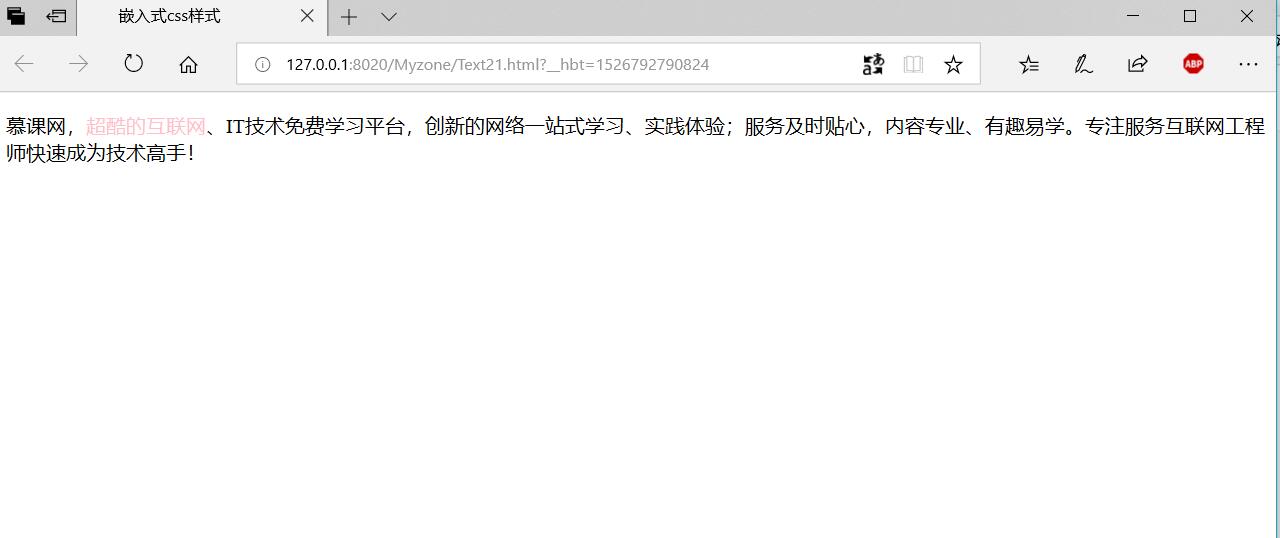 嵌入式css样式
127.0.0.1:8020/Myzone/Text21.html?__hbt=1526792790824
ABP
慕课网，超酷的互联网、IT技术免费学习平台，创新的网络一站式学习、实践体验；服务及时贴心，内容专业、有趣易学。专注服务互联网工程
师快速成为技术高手！